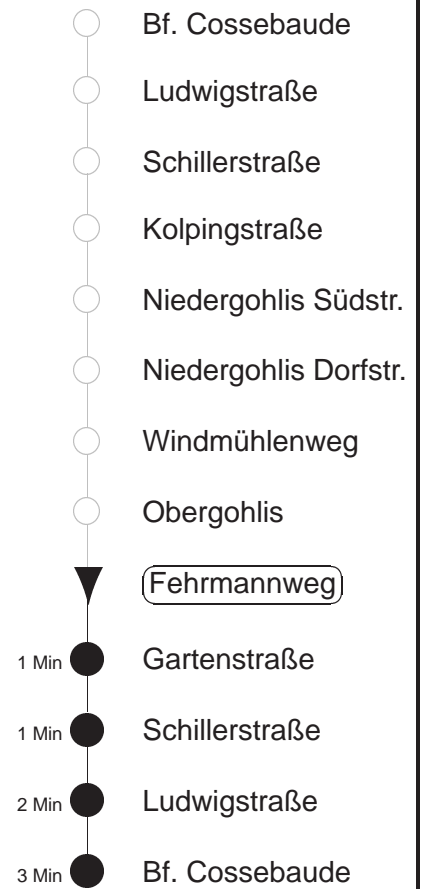 Bf. Cossebaude
Ludwigstraße
Schillerstraße
Kolpingstraße
Niedergohlis Südstr.
Niedergohlis Dorfstr.
Windmühlenweg
Obergohlis
Fehrmannweg
1 Min Gartenstraße
1 Min Schillerstraße
2 Min Ludwigstraße
3 Min Bf. Cossebaude